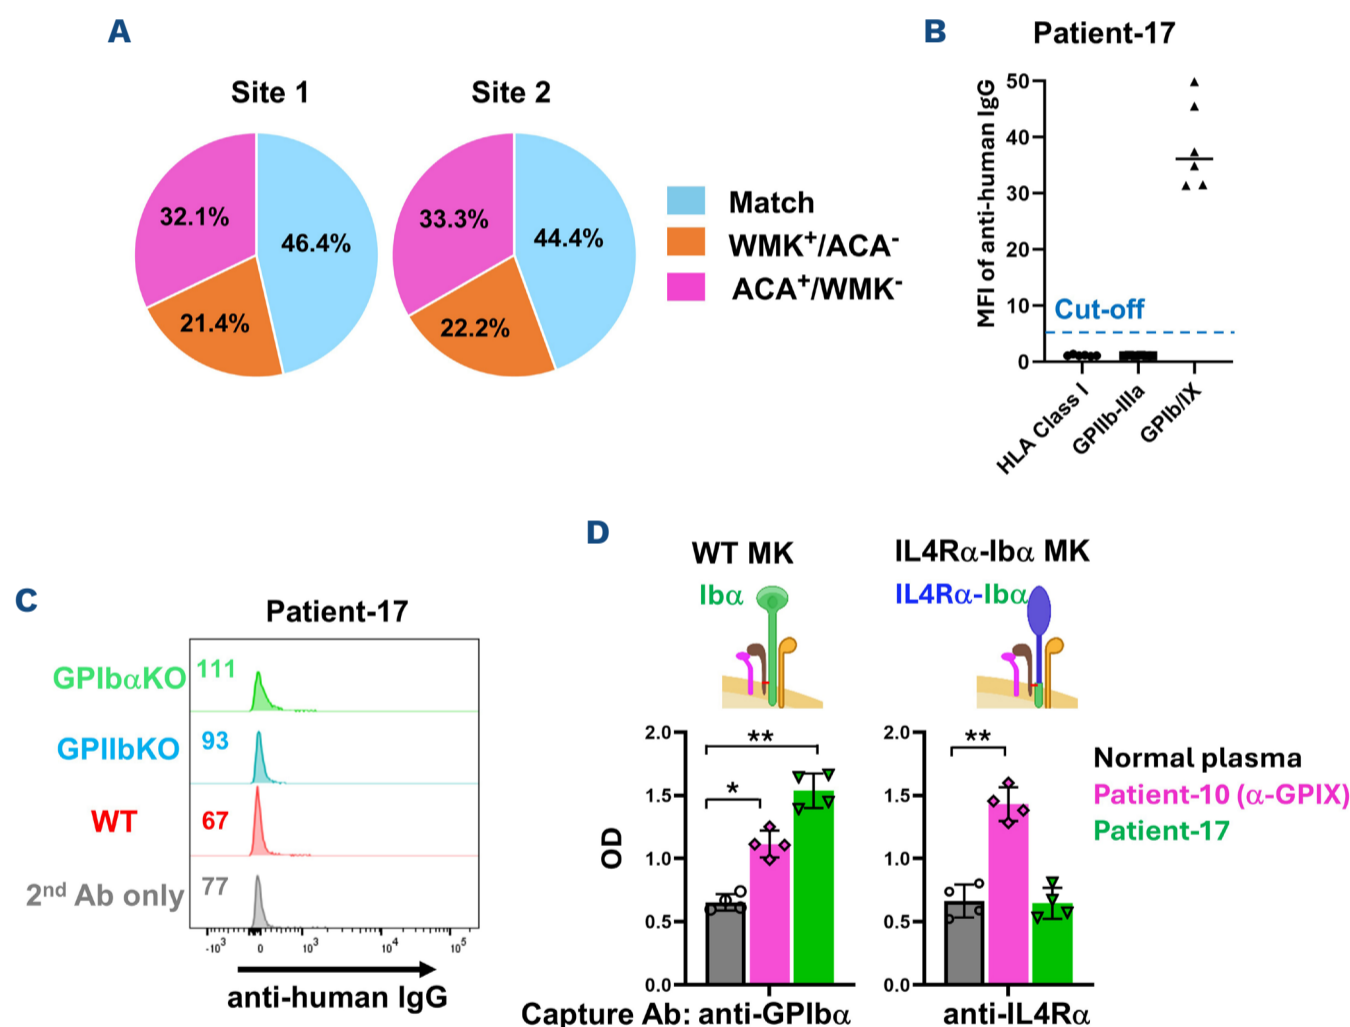 A
Site 1
Site 2
32.1%
46.4%
21.4%
33.3%
44.4%
22.2%
Match
WMK⁺/ACA⁻
ACA⁺/WMK⁻
B
Patient-17
MFI of anti-human IgG
50
40
30
20
10
0
Cut-off
HLA Class I
GPIIb-IIIa
GPIb/IX
C
Patient-17
GPIbαKO 111
GPIIbKO 93
WT 67
2ⁿᵈ Ab only 77
-10³ 0 10³ 10⁴ 10⁵
anti-human IgG
D
WT MK
Ibα
IL4Rα-Ibα MK
IL4Rα-Ibα
OD
2.0
1.5
1.0
0.5
0.0
**
*
2.0
1.5
1.0
0.5
0.0
**
Normal plasma
Patient-10 (α-GPIX)
Patient-17
Capture Ab: anti-GPIbα
anti-IL4Rα